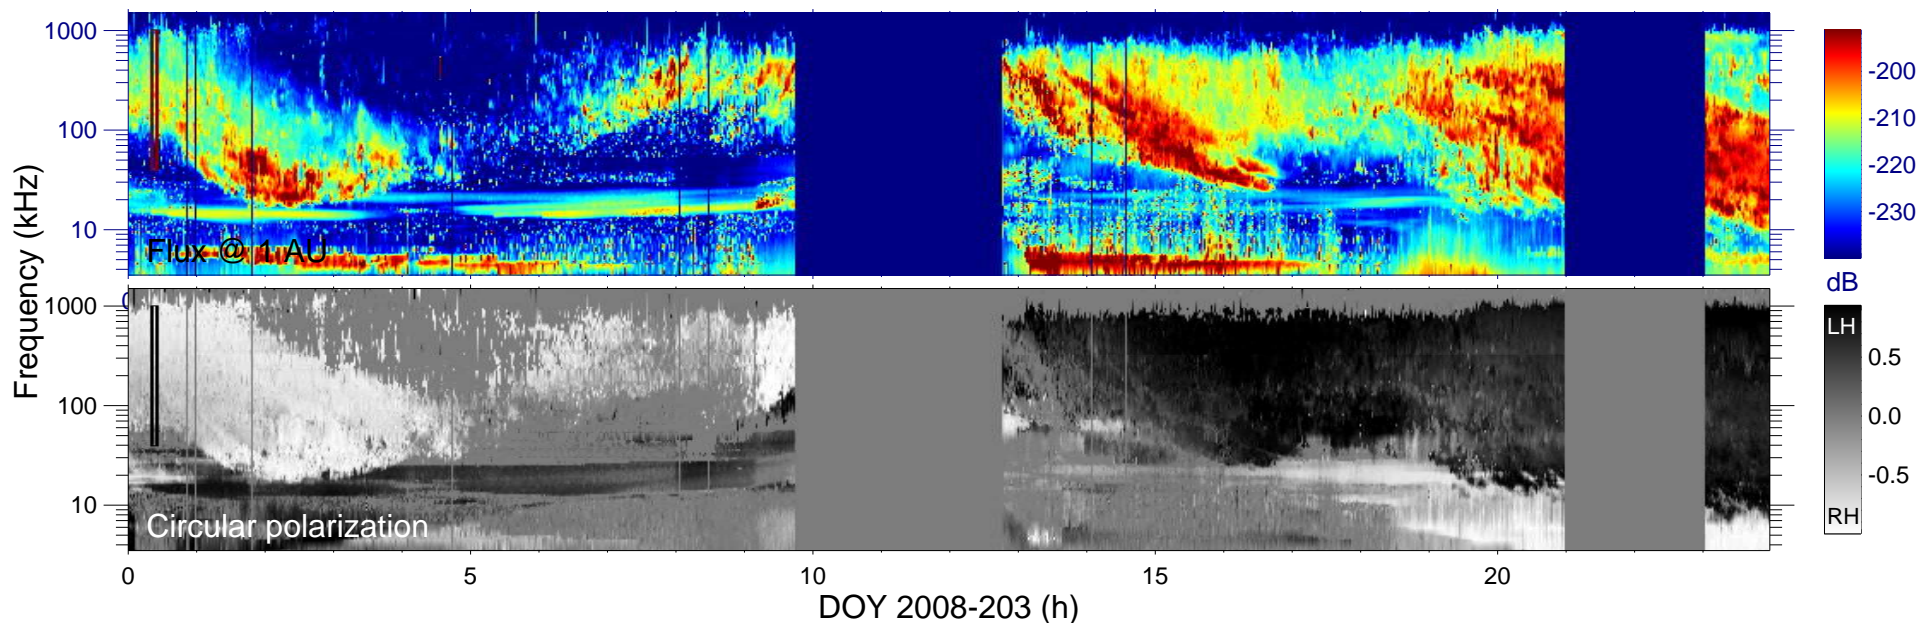 1000
100
10
Flux @ 1 AU
-200
-210
-220
-230
dB
Frequency (kHz)
0
1000
100
10
Circular polarization
LH
0.5
0.0
-0.5
RH
0
5
10
15
20
DOY 2008-203 (h)